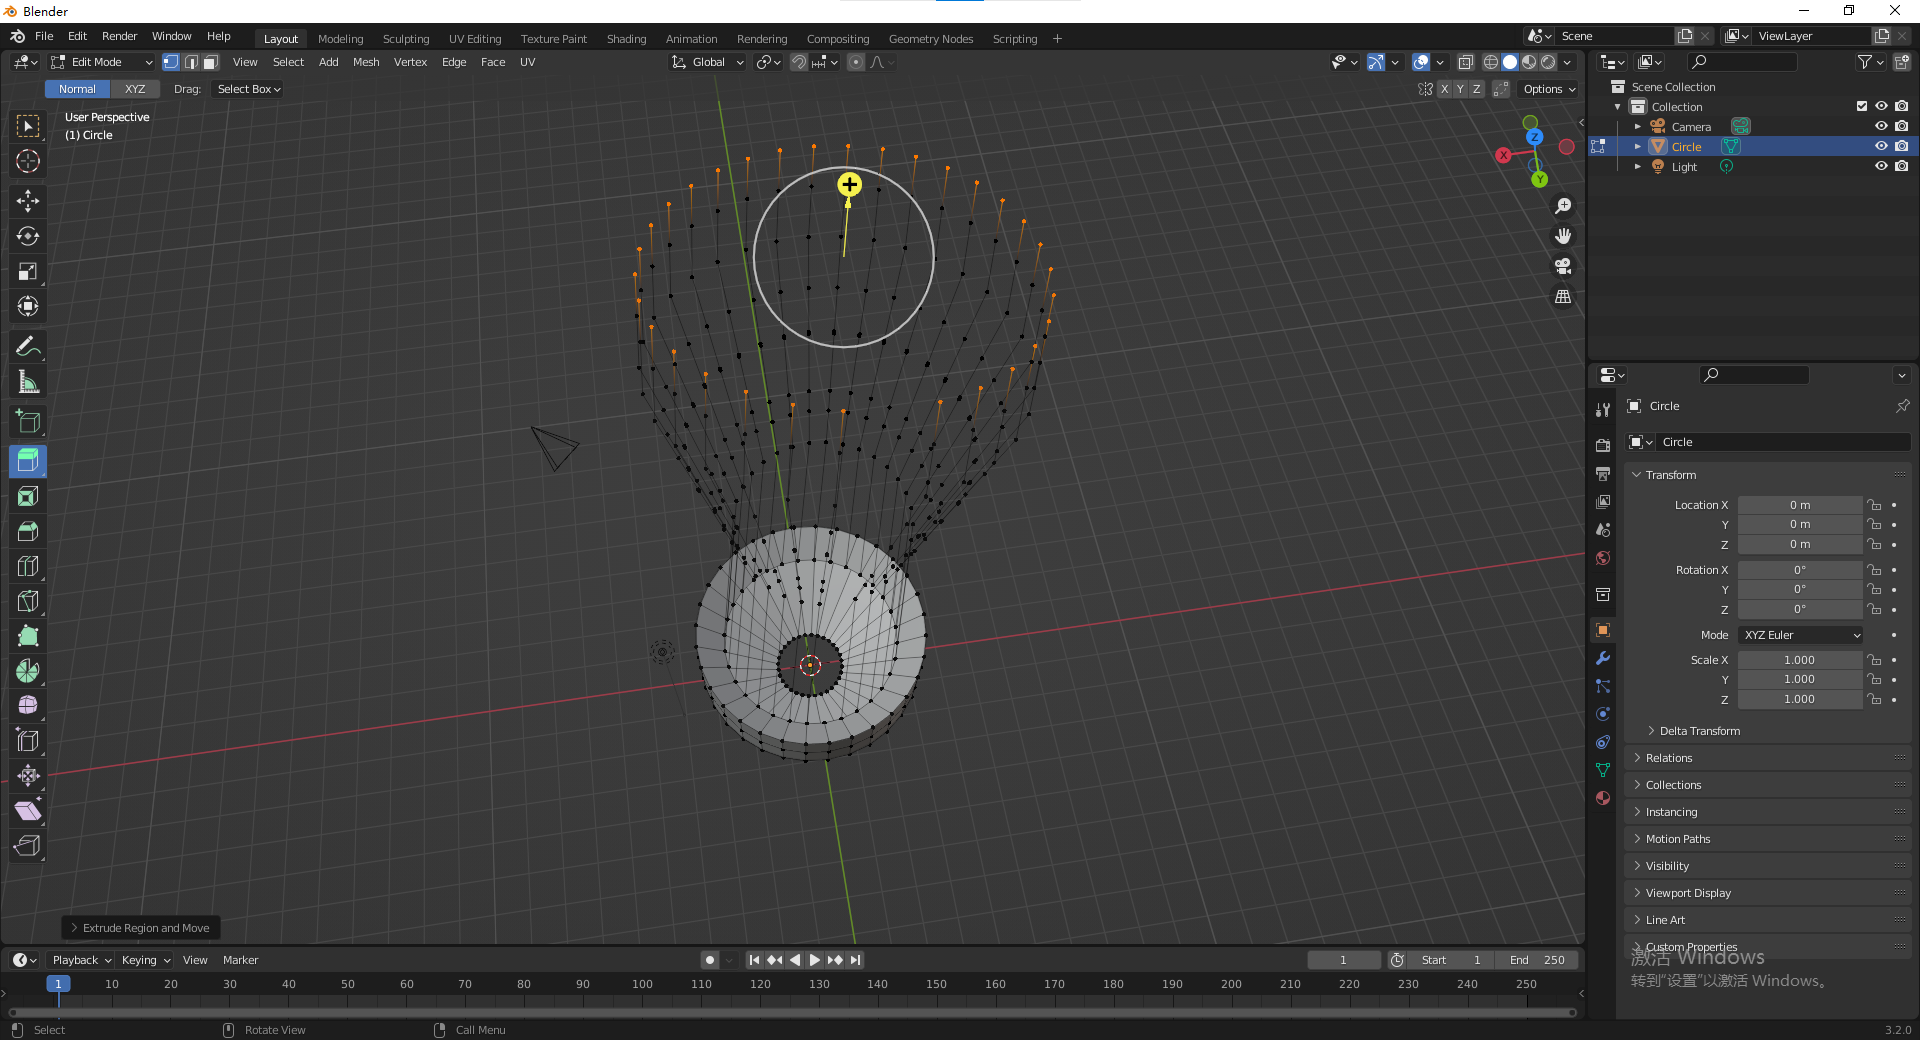 Blender
File Edit Render Window Help Layout Modeling Sculpting UV Editing Texture Paint Shading Animation Rendering Compositing Geometry Nodes Scripting + Scene ViewLayer
Edit Mode View Select Add Mesh Vertex Edge Face UV Global
Normal XYZ Drag: Select Box X Y Z Options
User Perspective
(1) Circle
Z
X
Y
Scene Collection
Collection
Camera
Circle
Light
Circle
Circle
Transform
Location X 0 m
Y 0 m
Z 0 m
Rotation X 0°
Y 0°
Z 0°
Mode XYZ Euler
Scale X 1.000
Y 1.000
Z 1.000
Delta Transform
Relations
Collections
Instancing
Motion Paths
Visibility
Viewport Display
Line Art
Custom Properties
激活 Windows
转到“设置”以激活 Windows。
Extrude Region and Move
Playback Keying View Marker 1 Start 1 End 250
1 10 20 30 40 50 60 70 80 90 100 110 120 130 140 150 160 170 180 190 200 210 220 230 240 250
Select Rotate View Call Menu 3.2.0